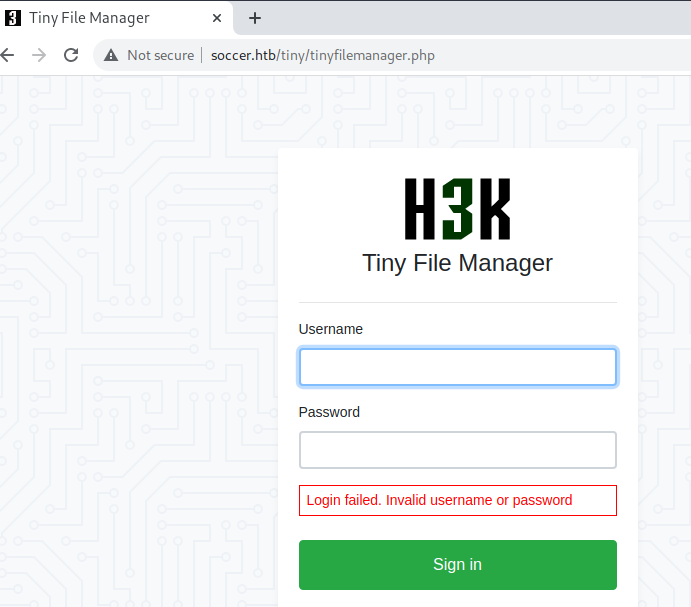 Tiny File Manager
Not secure soccer.htb/tiny/tinyfilemanager.php
H3K
Tiny File Manager
Username
Password
Login failed. Invalid username or password
Sign in